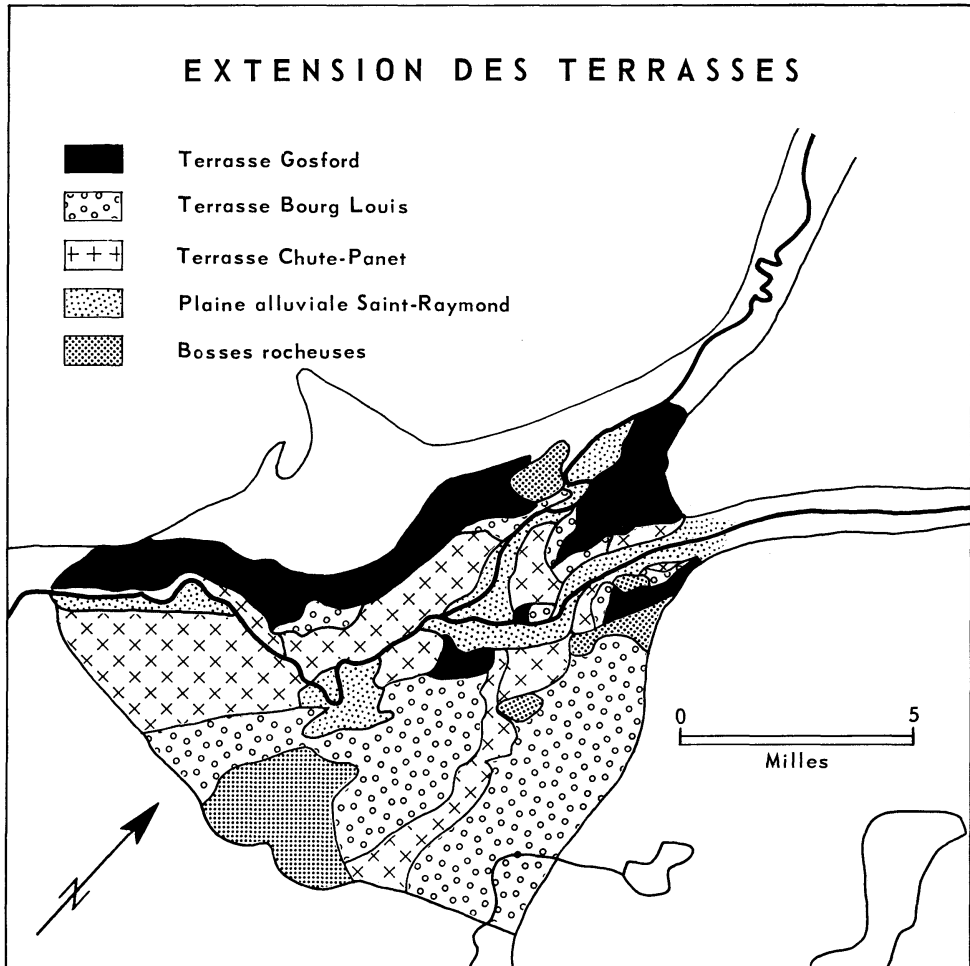 EXTENSION DES TERRASSES
Terrasse Gosford
Terrasse Bourg Louis
Terrasse Chute-Panet
Plaine alluviale Saint-Raymond
Bosses rocheuses
0 5
Milles
N